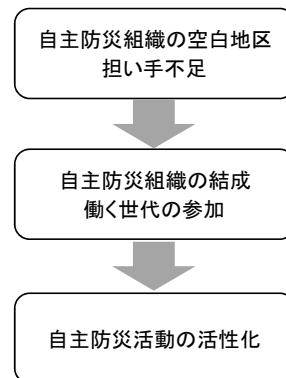 自主防災組織の空白地区
担い手不足
自主防災組織の結成
働く世代の参加
自主防災活動の活性化